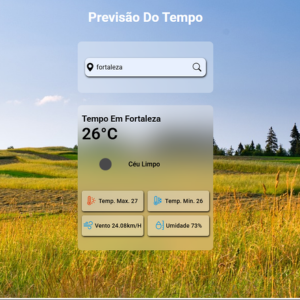 Previsão Do Tempo
fortaleza
Tempo Em Fortaleza
26°C
Céu Limpo
Temp. Max. 27
Temp. Min. 26
Vento 24.08km/H
Umidade 73%